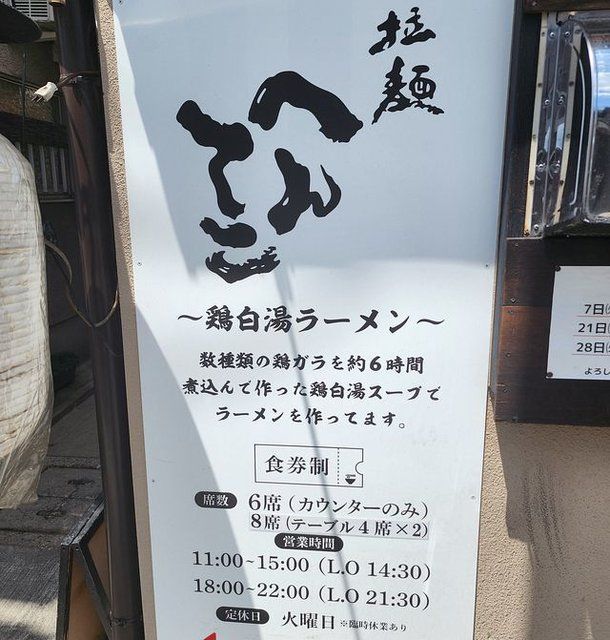 拉麺
へんてこ
～鶏白湯ラーメン～
数種類の鶏ガラを約6時間
煮込んで作った鶏白湯スープで
ラーメンを作ってます。
食券制
席数 6席（カウンターのみ）
8席（テーブル4席×2）
営業時間
11:00~15:00（L.O 14:30）
18:00~22:00（L.O 21:30）
定休日 火曜日 ※臨時休業あり
7日
21日
28日
よろし